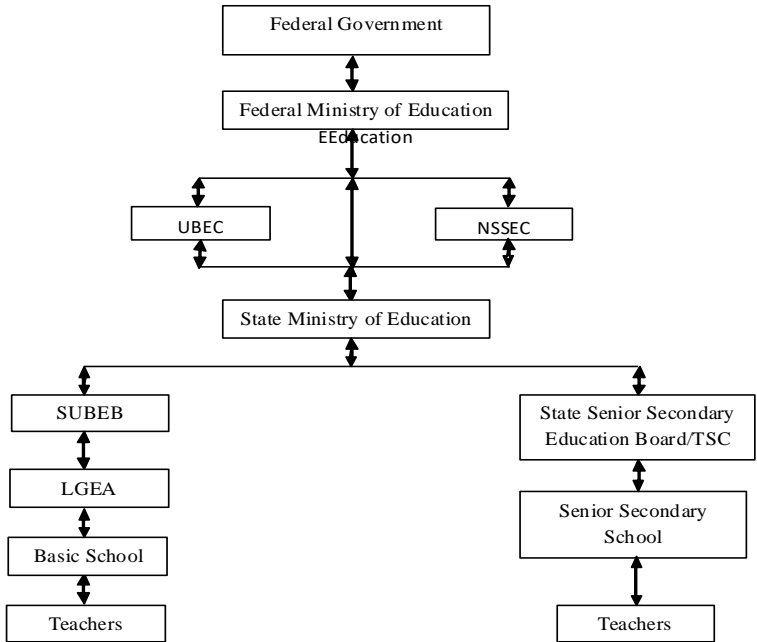 Federal Government
Federal Ministry of Education
EEducation
UBEC
NSSEC
State Ministry of Education
SUBEB
State Senior Secondary
Education Board/TSC
LGEA
Senior Secondary
School
Basic School
Teachers
Teachers